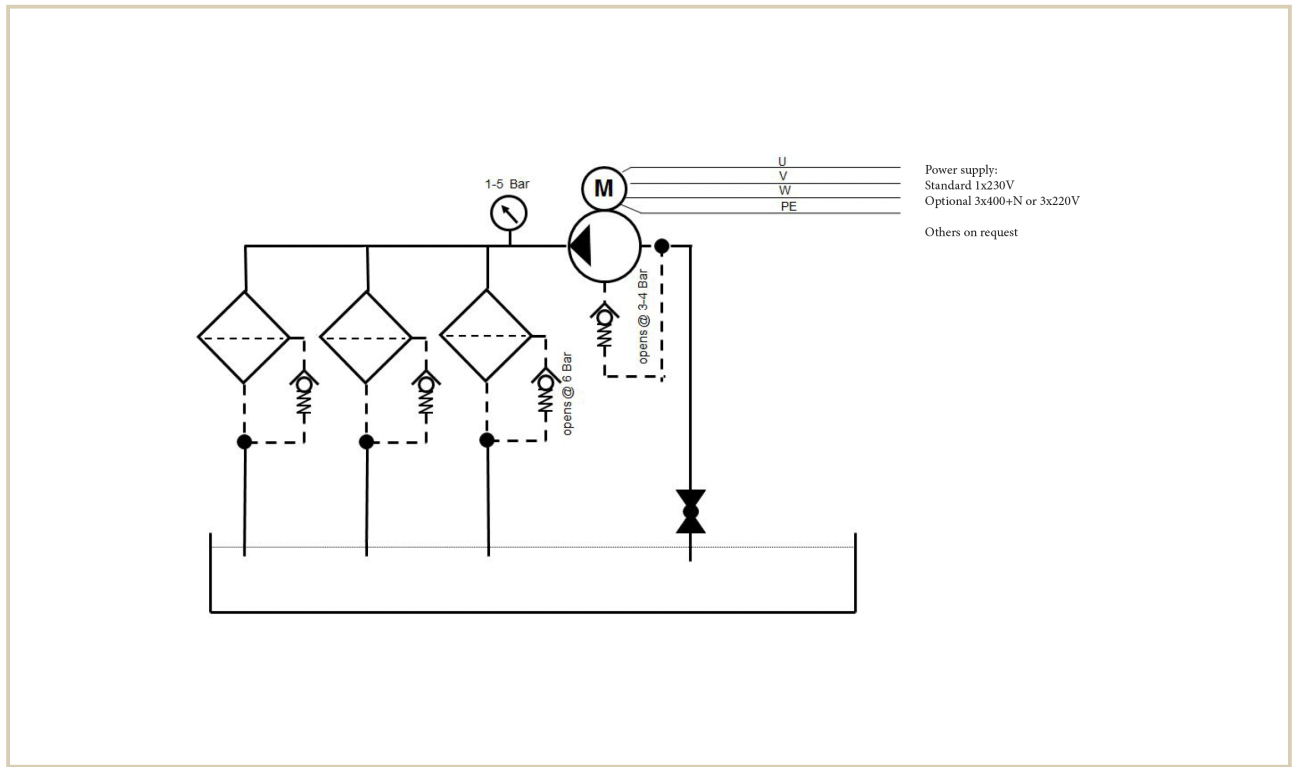 U
V
W
PE
Power supply:
Standard 1x230V
Optional 3x400+N or 3x220V
Others on request
1-5 Bar
M
opens @ 3-4 Bar
opens @ 6 Bar